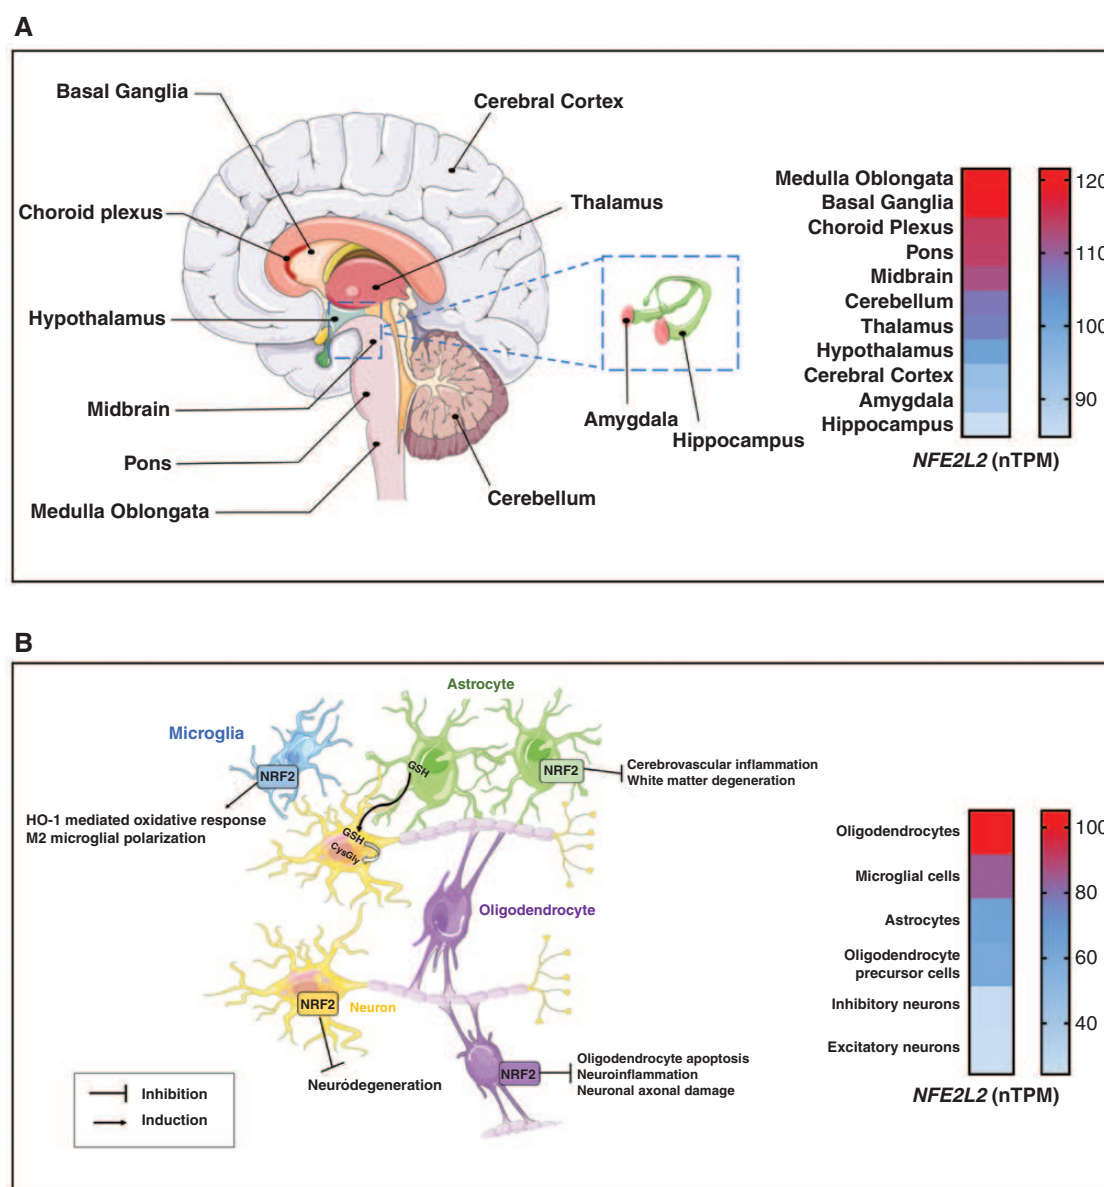 A
Basal Ganglia
Cerebral Cortex
Choroid plexus
Thalamus
Hypothalamus
Midbrain
Pons
Medulla Oblongata
Cerebellum
Amygdala
Hippocampus
Medulla Oblongata
Basal Ganglia
Choroid Plexus
Pons
Midbrain
Cerebellum
Thalamus
Hypothalamus
Cerebral Cortex
Amygdala
Hippocampus
120
110
100
90
NFE2L2 (nTPM)
B
Astrocyte
Microglia
NRF2
HO-1 mediated oxidative response
M2 microglial polarization
GSH
NRF2
Cerebrovascular inflammation
White matter degeneration
GSH
CysGly
Oligodendrocyte
NRF2
Neuron
Neurodegeneration
NRF2
Oligodendrocyte apoptosis
Neuroinflammation
Neuronal axonal damage
Inhibition
Induction
Oligodendrocytes
Microglial cells
Astrocytes
Oligodendrocyte
precursor cells
Inhibitory neurons
Excitatory neurons
100
80
60
40
NFE2L2 (nTPM)